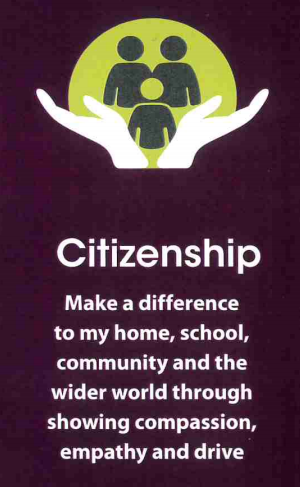 Citizenship
Make a difference
to my home, school,
community and the
wider world through
showing compassion,
empathy and drive